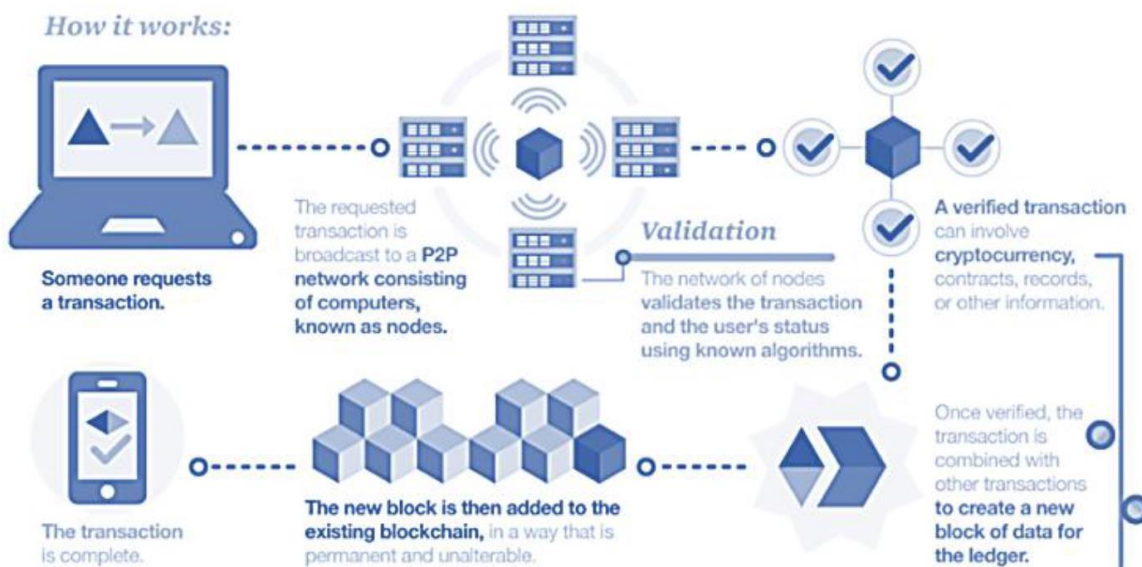 How it works:
Someone requests
a transaction.
The requested
transaction is
broadcast to a P2P
network consisting
of computers,
known as nodes.
Validation
The network of nodes
validates the transaction
and the user's status
using known algorithms.
A verified transaction
can involve
cryptocurrency,
contracts, records,
or other information.
Once verified, the
transaction is
combined with
other transactions
to create a new
block of data for
the ledger.
The new block is then added to the
existing blockchain, in a way that is
permanent and unalterable.
The transaction
is complete.